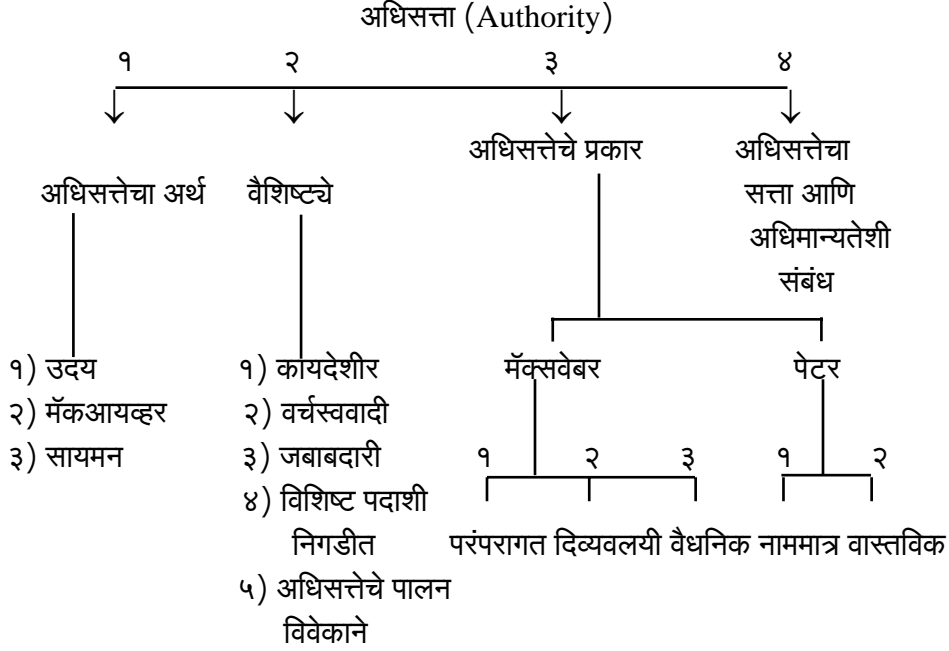 अधिसत्ता (Authority)
१ २ ३ ४
अधिसत्तेचा अर्थ
१) उदय
२) मॅकआयव्हर
३) सायमन
वैशिष्ट्ये
१) कायदेशीर
२) वर्चस्ववादी
३) जबाबदारी
४) विशिष्ट पदाशी
निगडीत
५) अधिसत्तेचे पालन
विवेकाने
अधिसत्तेचे प्रकार
मॅक्सवेबर
१ २ ३
परंपरागत दिव्यवलयी वैधनिक
पेटर
१ २
नाममात्र वास्तविक
अधिसत्तेचा
सत्ता आणि
अधिमान्यतेशी
संबंध